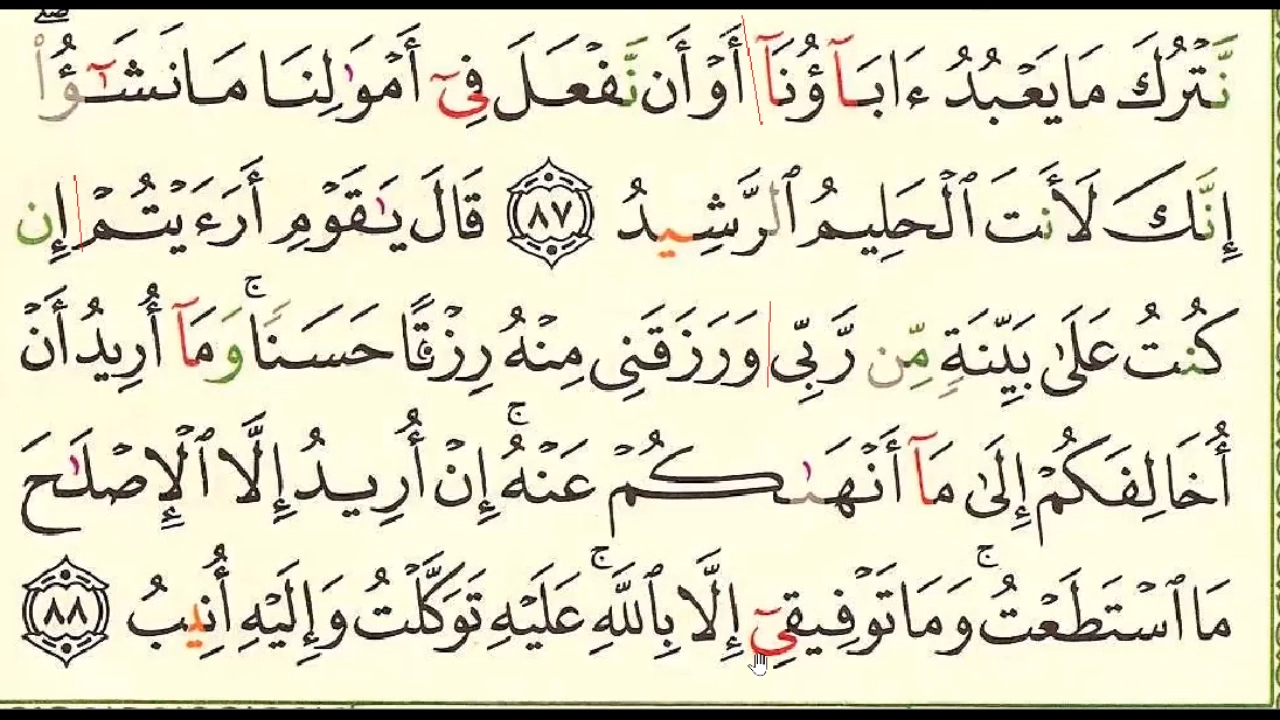 نَّتْرُكَ مَا يَعْبُدُ ءَابَآؤُنَآ أَوْ أَن نَّفْعَلَ فِىٓ أَمْوَٰلِنَا مَا نَشَـٰٓؤُا۟ ۖ
إِنَّكَ لَأَنتَ ٱلْحَلِيمُ ٱلرَّشِيدُ ٨٧ قَالَ يَـٰقَوْمِ أَرَءَيْتُمْ إِن
كُنتُ عَلَىٰ بَيِّنَةٍ مِّن رَّبِّى وَرَزَقَنِى مِنْهُ رِزْقًا حَسَنًا ۚ وَمَآ أُرِيدُ أَنْ
أُخَالِفَكُمْ إِلَىٰ مَآ أَنْهَىٰكُمْ عَنْهُ ۚ إِنْ أُرِيدُ إِلَّا ٱلْإِصْلَـٰحَ
مَا ٱسْتَطَعْتُ ۚ وَمَا تَوْفِيقِىٓ إِلَّا بِٱللَّهِ ۚ عَلَيْهِ تَوَكَّلْتُ وَإِلَيْهِ أُنِيبُ ٨٨